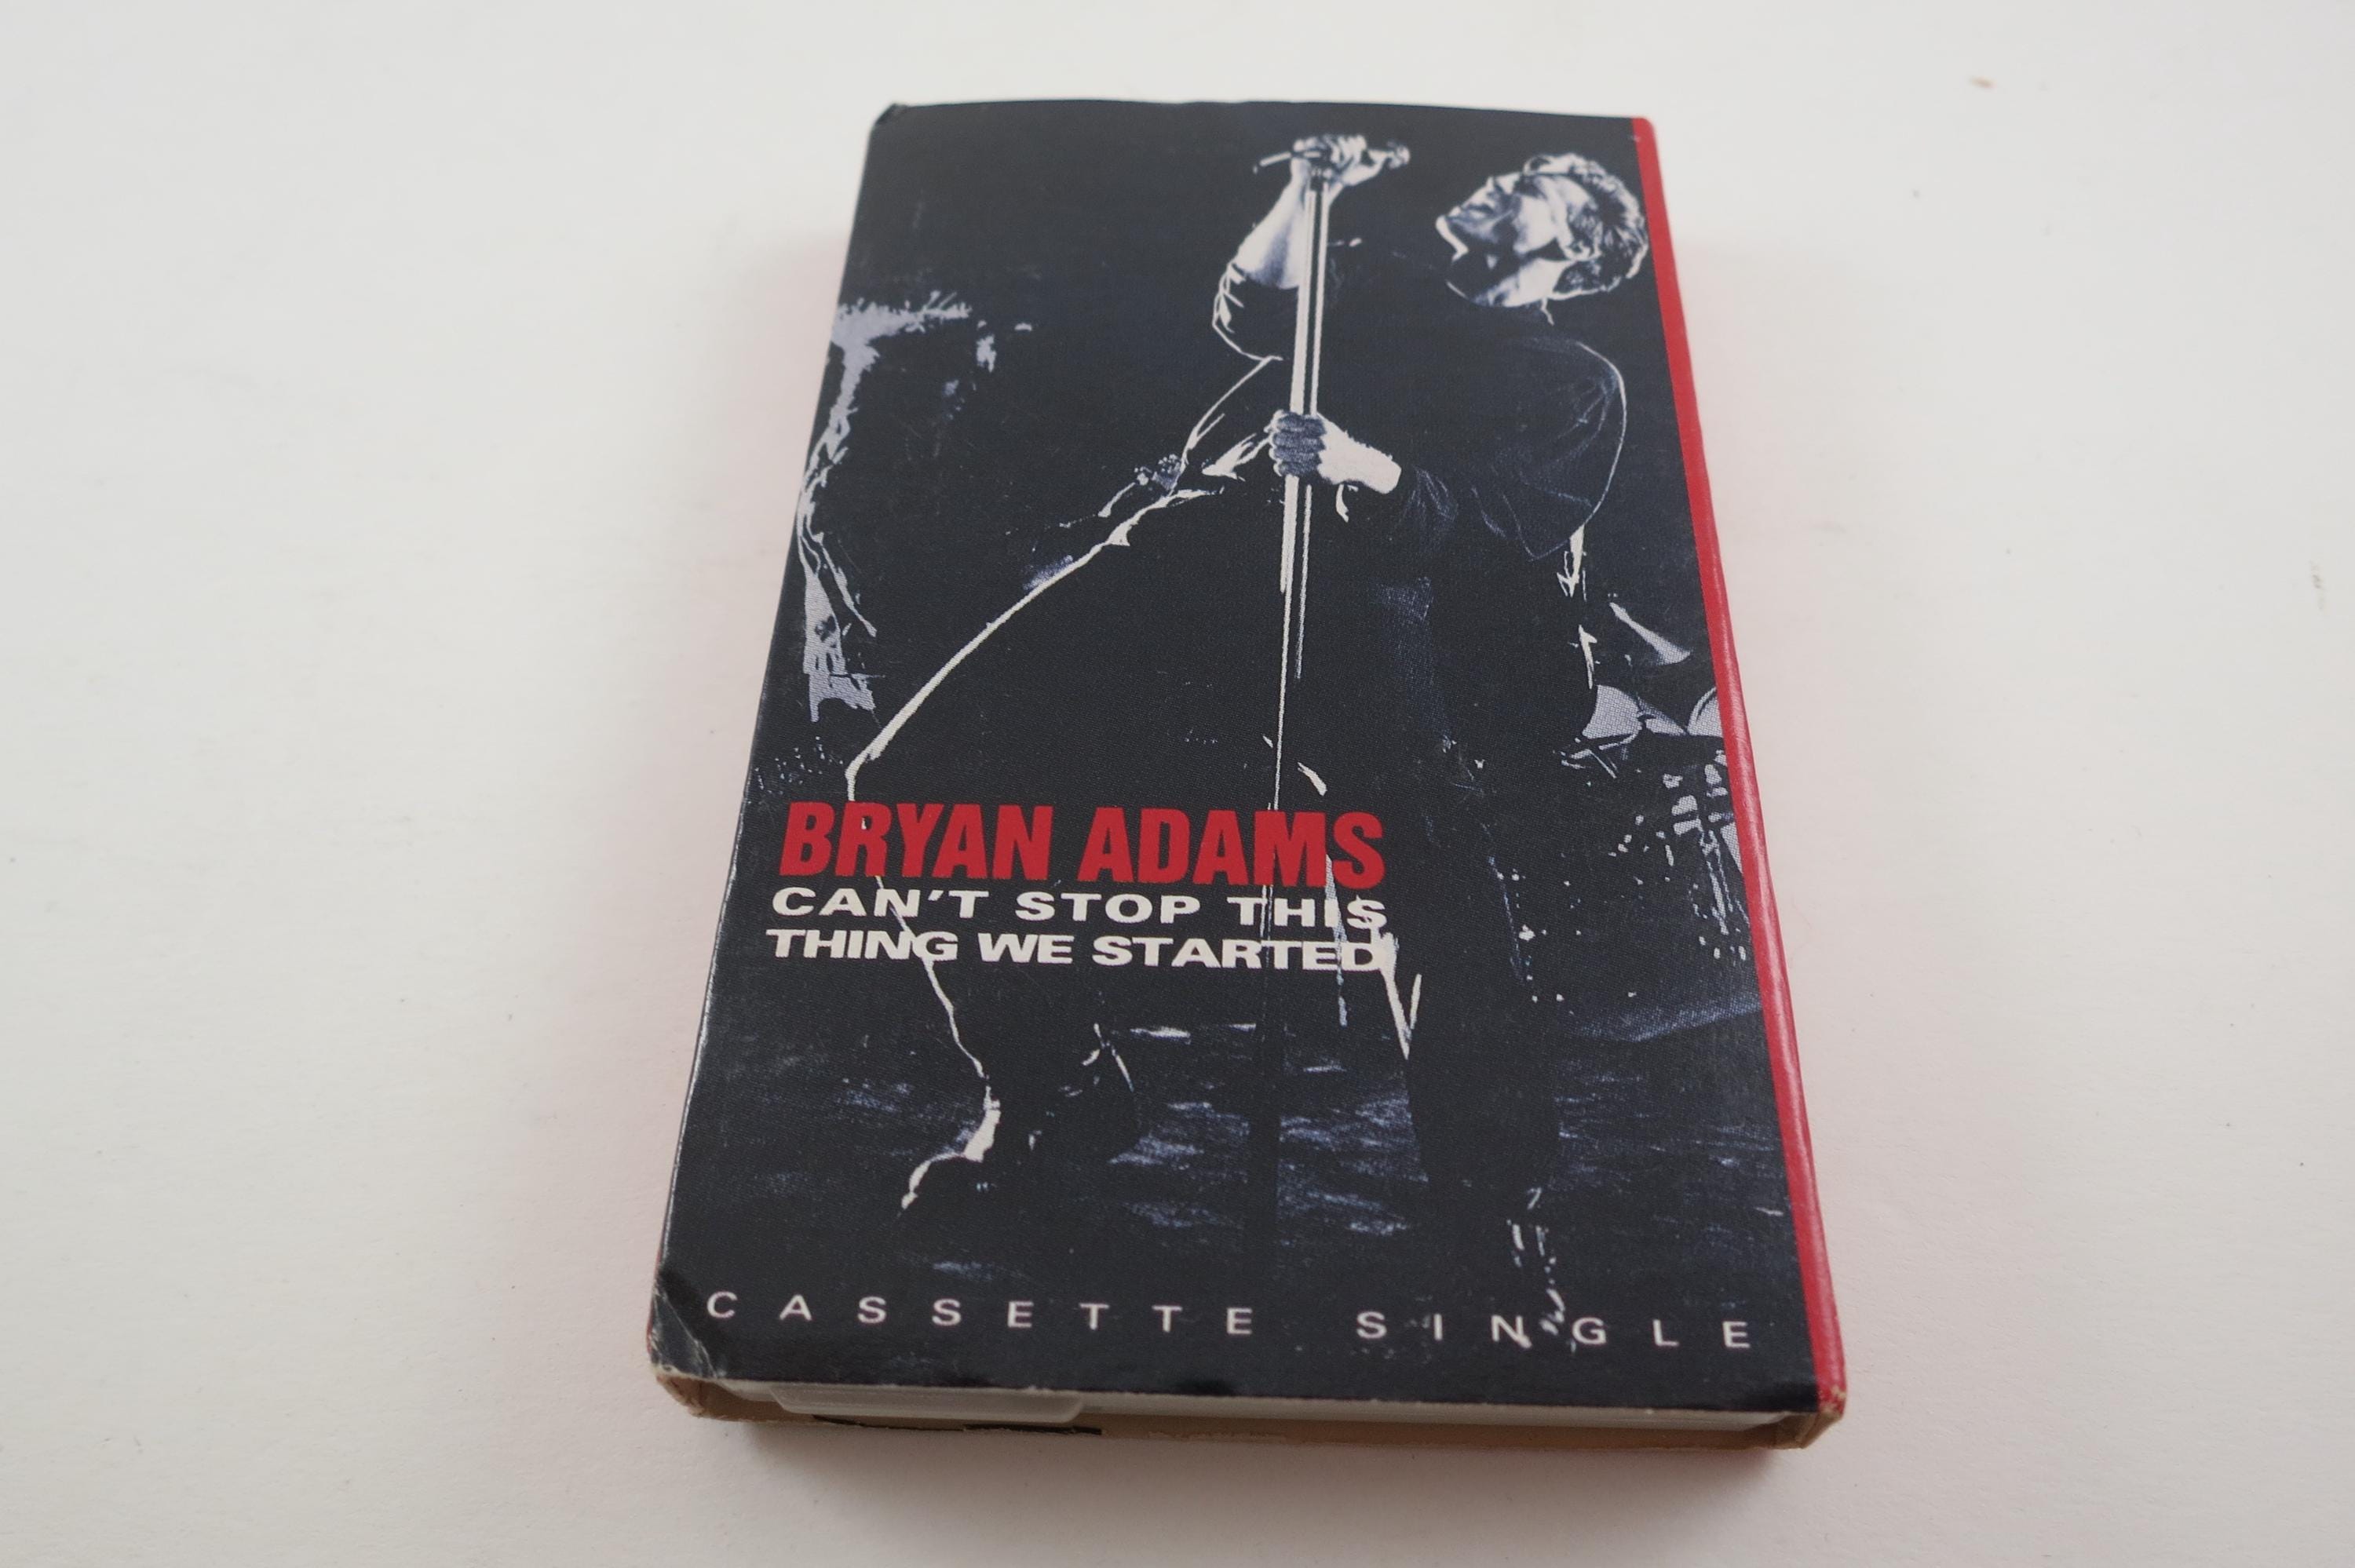 BRYAN ADAMS
CAN'T STOP THIS
THING WE STARTED
CASSETTE SINGLE